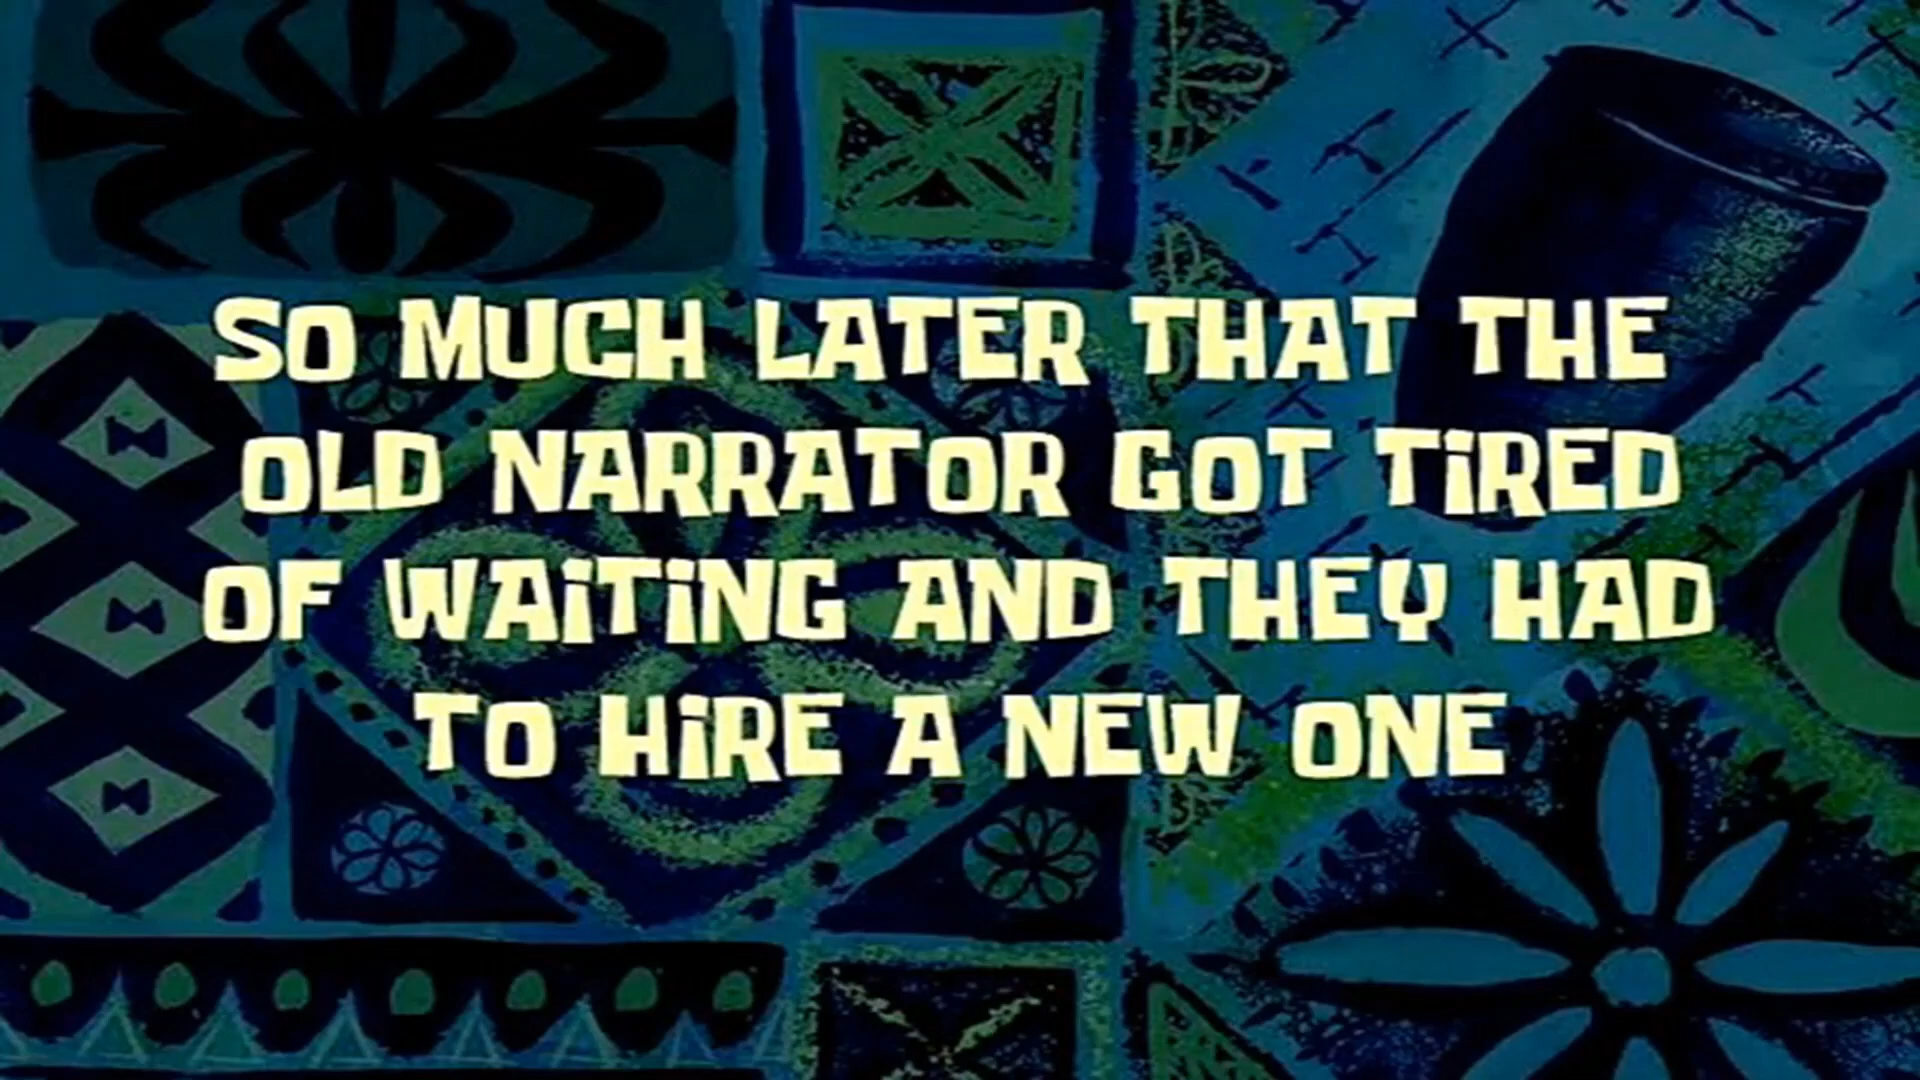 SO MUCH LATER THAT THE
OLD NARRATOR GOT TiRED
OF WAiTiNG AND THEY HAD
TO HiRE A NEW ONE